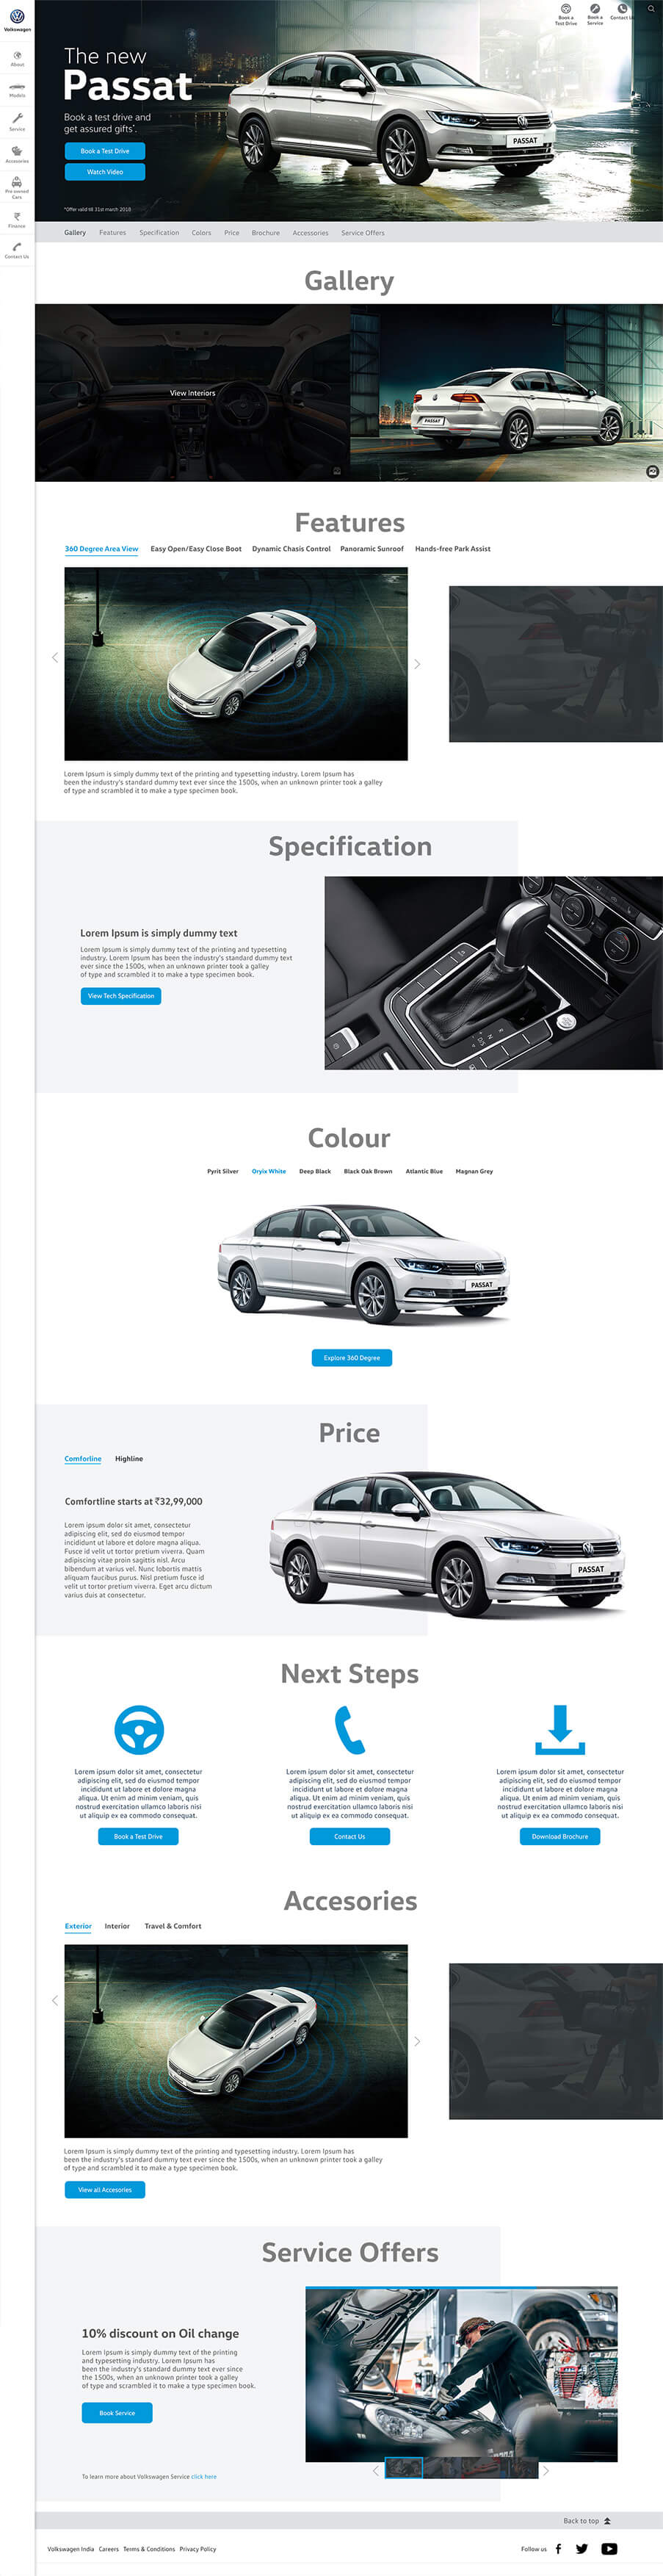 Volkswagen
About
Models
Service
Accessories
Pre owned
Cars
Finance
Contact Us
Book a
Test Drive
Book a
Service
Contact U
The new
Passat
Book a test drive and
get assured gifts*.
Book a Test Drive
Watch Video
*Offer valid till 31st march 2018
PASSAT
Gallery Features Specification Colors Price Brochure Accessories Service Offers
Gallery
View Interiors
PASSAT
Features
360 Degree Area View Easy Open/Easy Close Boot Dynamic Chasis Control Panoramic Sunroof Hands-free Park Assist
Lorem Ipsum is simply dummy text of the printing and typesetting industry. Lorem Ipsum has
been the industry's standard dummy text ever since the 1500s, when an unknown printer took a galley
of type and scrambled it to make a type specimen book.
Specification
Lorem Ipsum is simply dummy text
Lorem Ipsum is simply dummy text of the printing and typesetting
industry. Lorem Ipsum has been the industry's standard dummy text
ever since the 1500s, when an unknown printer took a galley
of type and scrambled it to make a type specimen book.
View Tech Specification
Colour
Pyrit Silver Oryix White Deep Black Black Oak Brown Atlantic Blue Magnan Grey
PASSAT
Explore 360 Degree
Price
Comforline Highline
Comfortline starts at ₹32,99,000
Lorem ipsum dolor sit amet, consectetur
adipiscing elit, sed do eiusmod tempor
incididunt ut labore et dolore magna aliqua.
Fusce id velit ut tortor pretium viverra. Quam
adipiscing vitae proin sagittis nisl. Arcu
bibendum at varius vel. Nunc lobortis mattis
aliquam faucibus purus. Nisl pretium fusce id
velit ut tortor pretium viverra. Eget arcu dictum
varius duis at consectetur.
PASSAT
Next Steps
Lorem ipsum dolor sit amet, consectetur
adipiscing elit, sed do eiusmod tempor
incididunt ut labore et dolore magna
aliqua. Ut enim ad minim veniam, quis
nostrud exercitation ullamco laboris nisi
ut aliquip ex ea commodo consequat.
Book a Test Drive
Lorem ipsum dolor sit amet, consectetur
adipiscing elit, sed do eiusmod tempor
incididunt ut labore et dolore magna
aliqua. Ut enim ad minim veniam, quis
nostrud exercitation ullamco laboris nisi
ut aliquip ex ea commodo consequat.
Contact Us
Lorem ipsum dolor sit amet, consectetur
adipiscing elit, sed do eiusmod tempor
incididunt ut labore et dolore magna
aliqua. Ut enim ad minim veniam, quis
nostrud exercitation ullamco laboris nisi
ut aliquip ex ea commodo consequat.
Download Brochure
Accesories
Exterior Interior Travel & Comfort
Lorem Ipsum is simply dummy text of the printing and typesetting industry. Lorem Ipsum has
been the industry's standard dummy text ever since the 1500s, when an unknown printer took a galley
of type and scrambled it to make a type specimen book.
View all Accesories
Service Offers
10% discount on Oil change
Lorem Ipsum is simply dummy text of the printing
and typesetting industry. Lorem Ipsum has
been the industry's standard dummy text ever since
the 1500s, when an unknown printer took a galley
of type and scrambled it to make a type specimen book.
Book Service
To learn more about Volkswagen Service click here
Back to top
Volkswagen India Careers Terms & Conditions Privacy Policy
Follow us